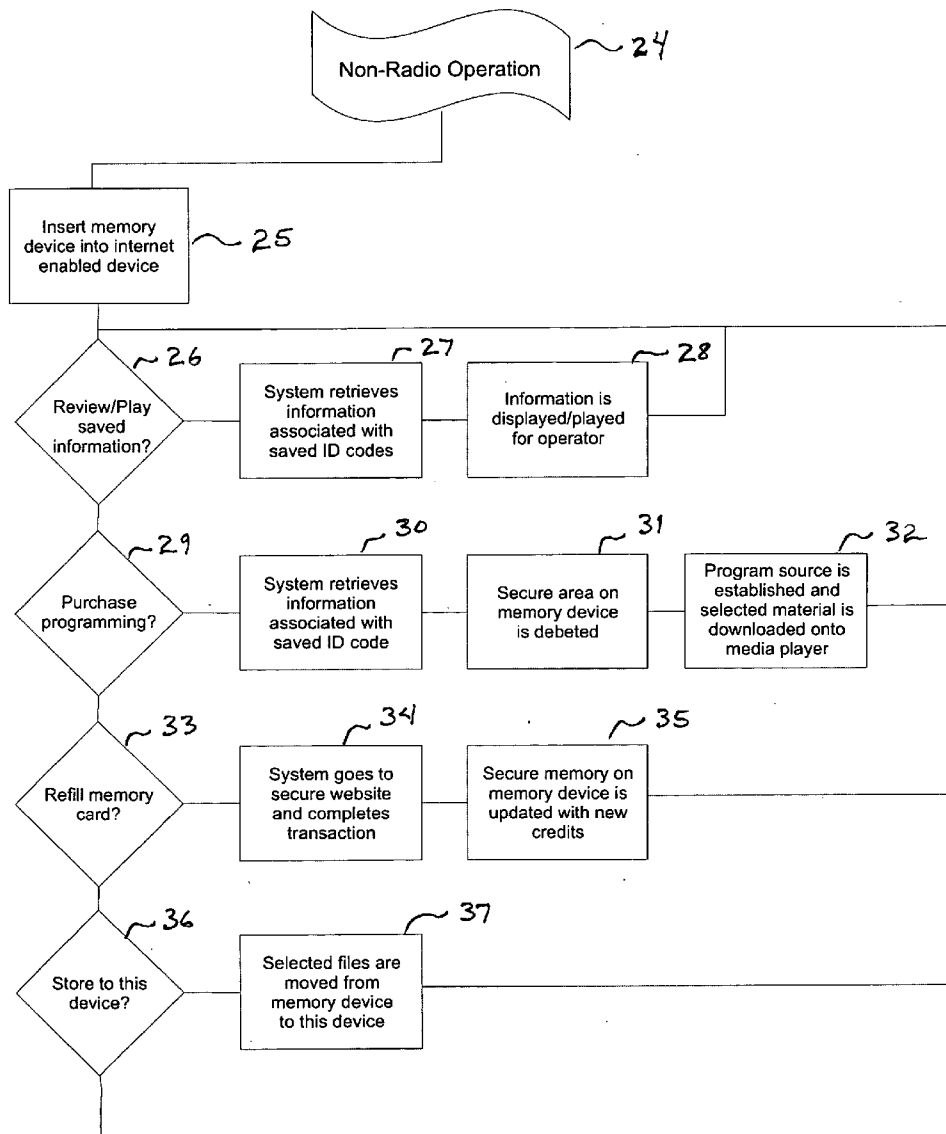 Non-Radio Operation
24
Insert memory
device into internet
enabled device
25
26
Review/Play
saved
information?
27
System retrieves
information
associated with
saved ID codes
28
Information is
displayed/played
for operator
29
Purchase
programming?
30
System retrieves
information
associated with
saved ID code
31
Secure area on
memory device
is debeted
32
Program source is
established and
selected material is
downloaded onto
media player
33
Refill memory
card?
34
System goes to
secure website
and completes
transaction
35
Secure memory on
memory device is
updated with new
credits
36
Store to this
device?
37
Selected files are
moved from
memory device
to this device